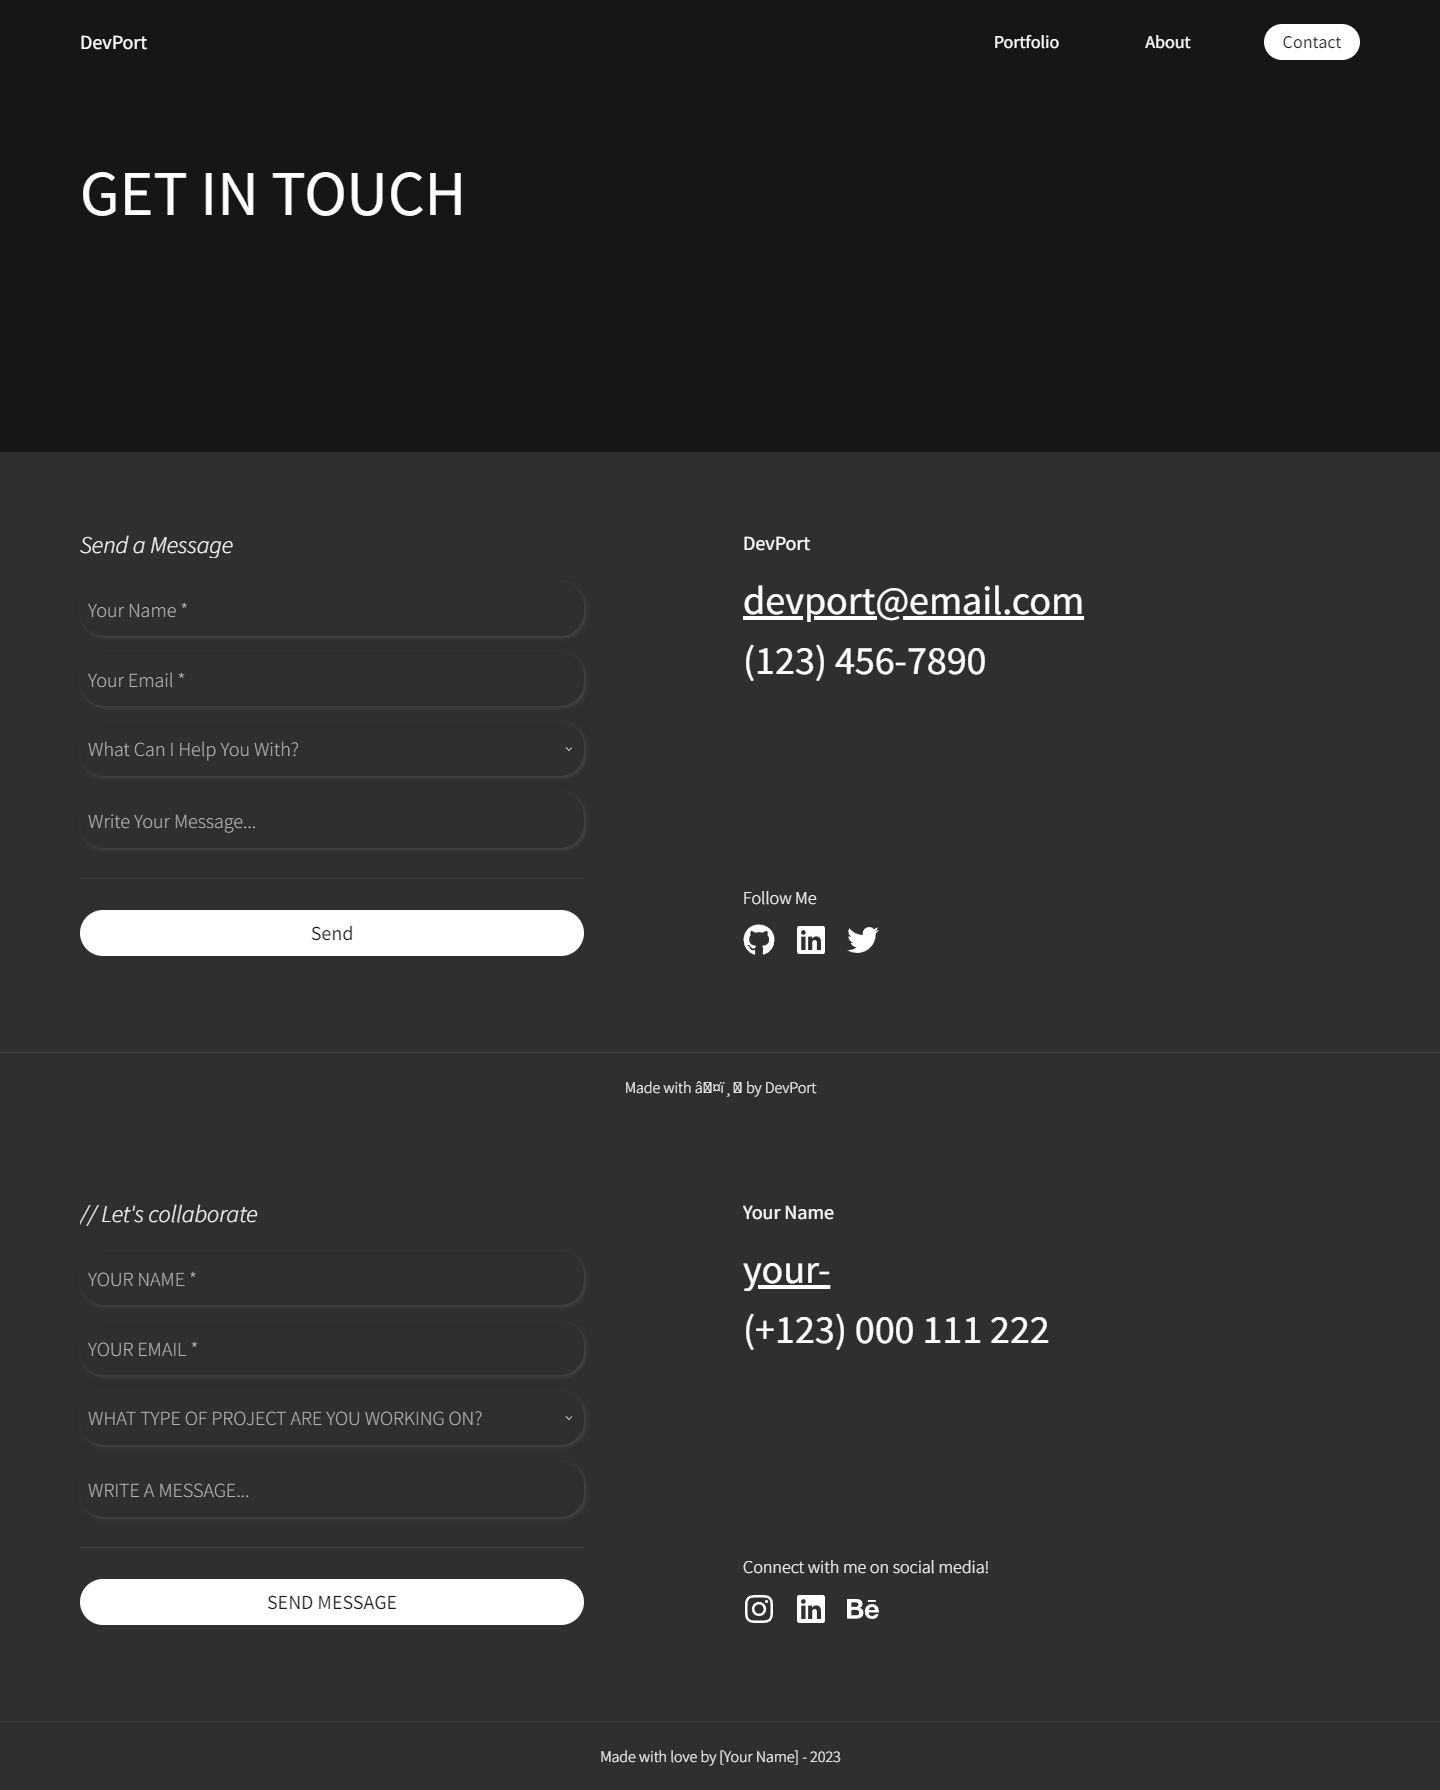 DevPort
Portfolio
About
Contact
GET IN TOUCH
Send a Message
Your Name *
Your Email *
What Can I Help You With?
Write Your Message...
Send
DevPort
devport@email.com
(123) 456-7890
Follow Me
Made with â¤ï¸ by DevPort
// Let's collaborate
YOUR NAME *
YOUR EMAIL *
WHAT TYPE OF PROJECT ARE YOU WORKING ON?
WRITE A MESSAGE...
SEND MESSAGE
Your Name
your-
(+123) 000 111 222
Connect with me on social media!
Bē
Made with love by [Your Name] - 2023